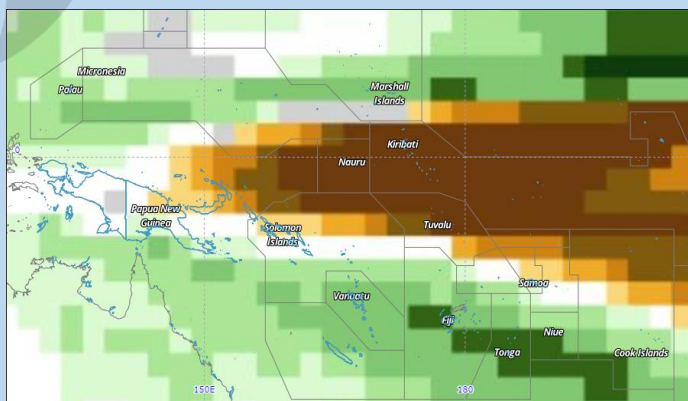 Micronesia
Palau
Marshall
Islands
0
Kiribati
Nauru
Papua New
Guinea
Solomon
Islands
Tuvalu
Samoa
Vanuatu
Fiji
Niue
Tonga
Cook Islands
150E
180